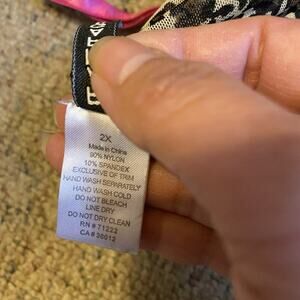 2X
Made in China
90% NYLON
10% SPANDEX
EXCLUSIVE OF TRIM
HAND WASH SEPARATELY
HAND WASH COLD
DO NOT BLEACH
LINE DRY
DO NOT DRY CLEAN
RN # 71222
CA # 36012